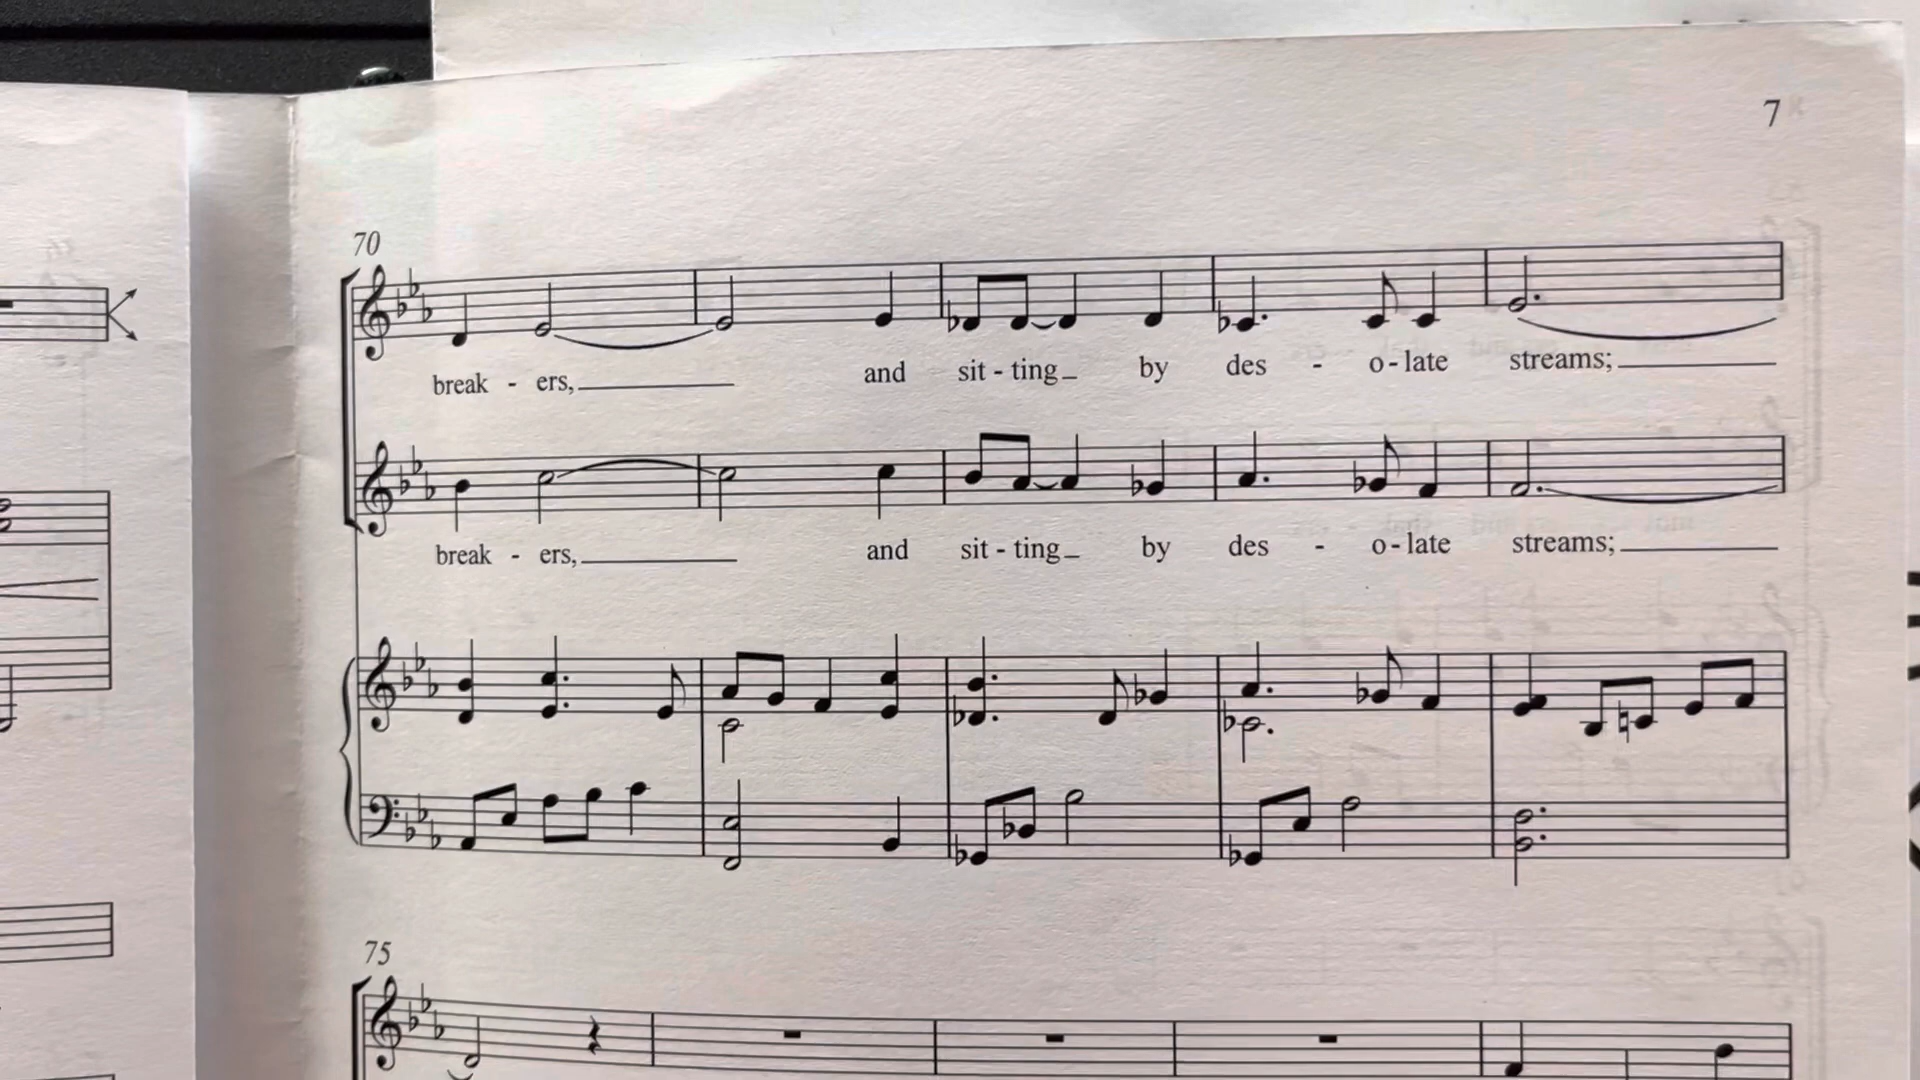 7
70
break - ers, and sit - ting by des - o - late streams;
break - ers, and sit - ting by des - o - late streams;
75